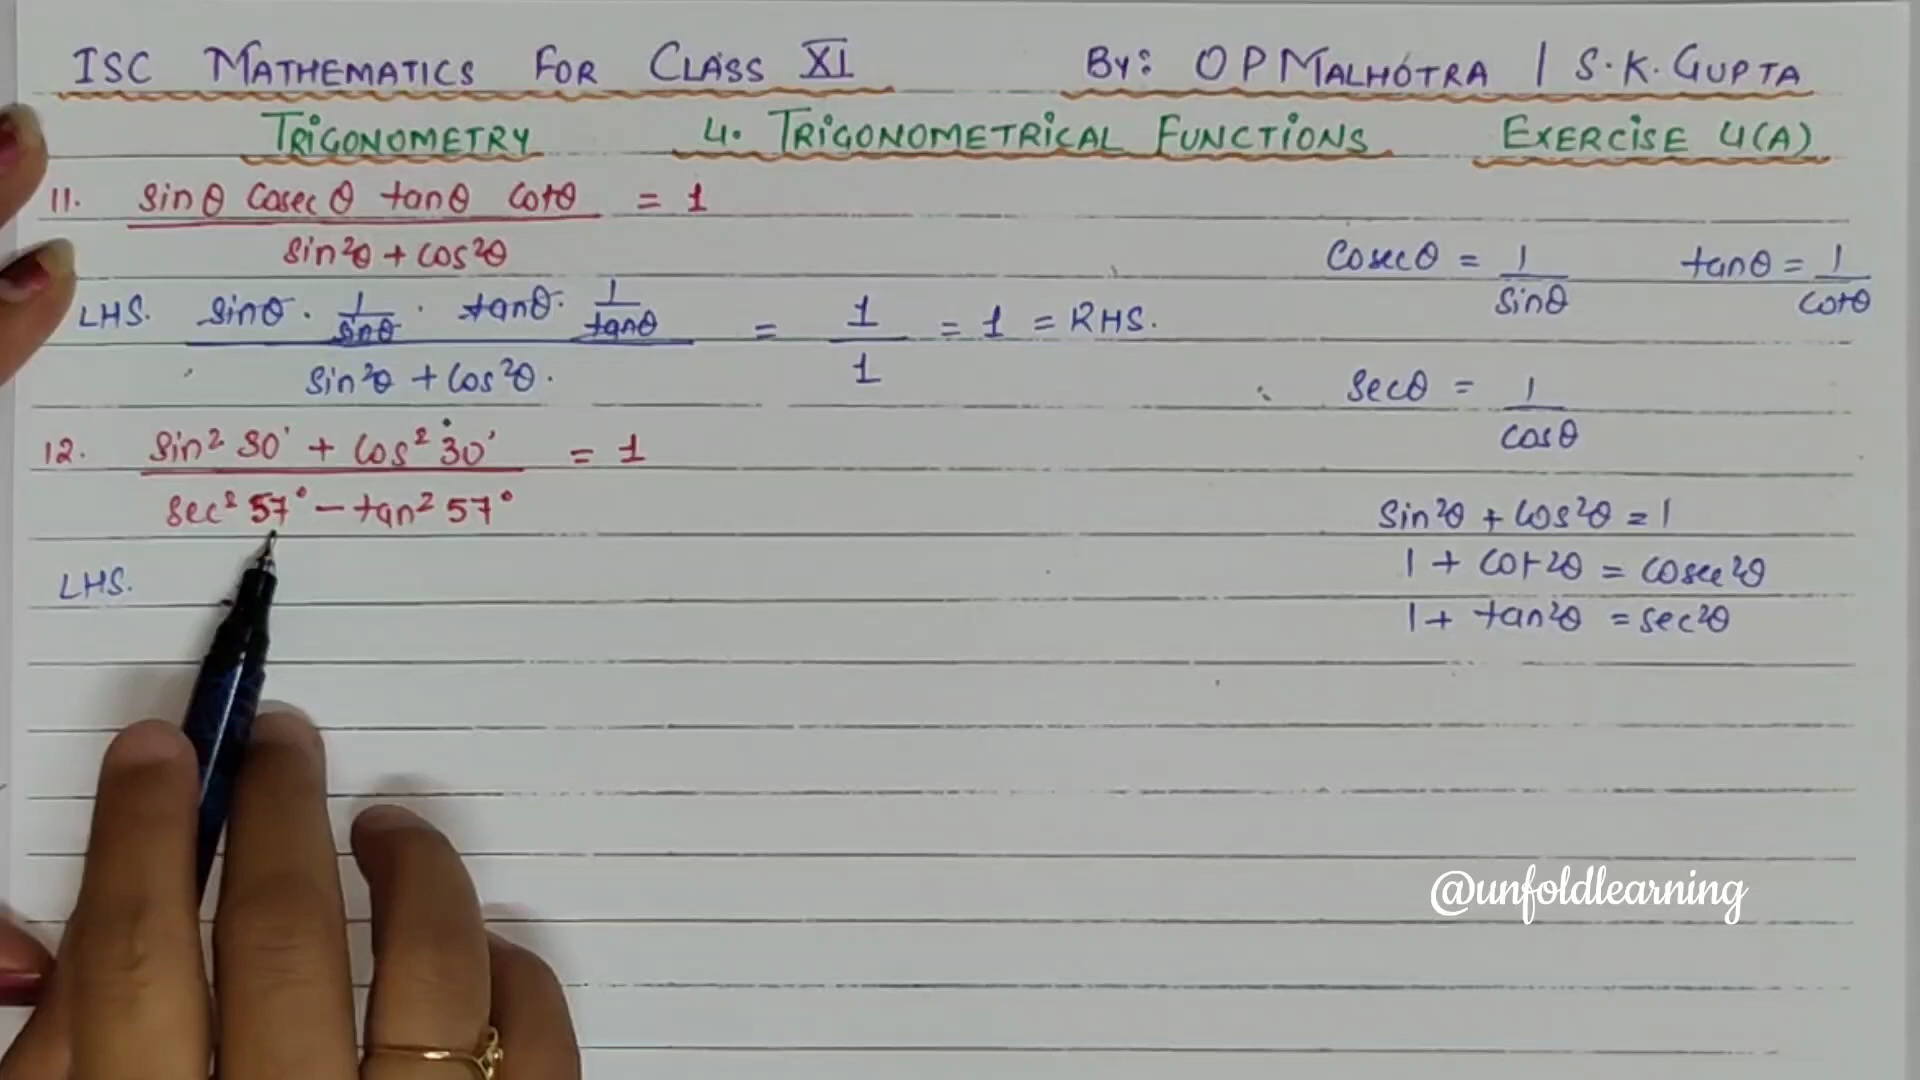 ISC MATHEMATICS FOR CLASS XI BY: OP MALHOTRA | S.K. GUPTA
TRIGONOMETRY 4. TRIGONOMETRICAL FUNCTIONS EXERCISE 4(A)
11. sinθ cosecθ tanθ cotθ = 1
sin²θ + cos²θ
cosecθ = 1/sinθ tanθ = 1/cotθ
LHS. sinθ · 1/sinθ · tanθ · 1/tanθ = 1/1 = 1 = RHS.
sin²θ + cos²θ.
secθ = 1/cosθ
12. sin² 30' + cos² 30' = 1
sec² 57° - tan² 57°
sin²θ + cos²θ = 1
LHS.
1 + cot²θ = cosec²θ
1 + tan²θ = sec²θ
@unfoldlearning